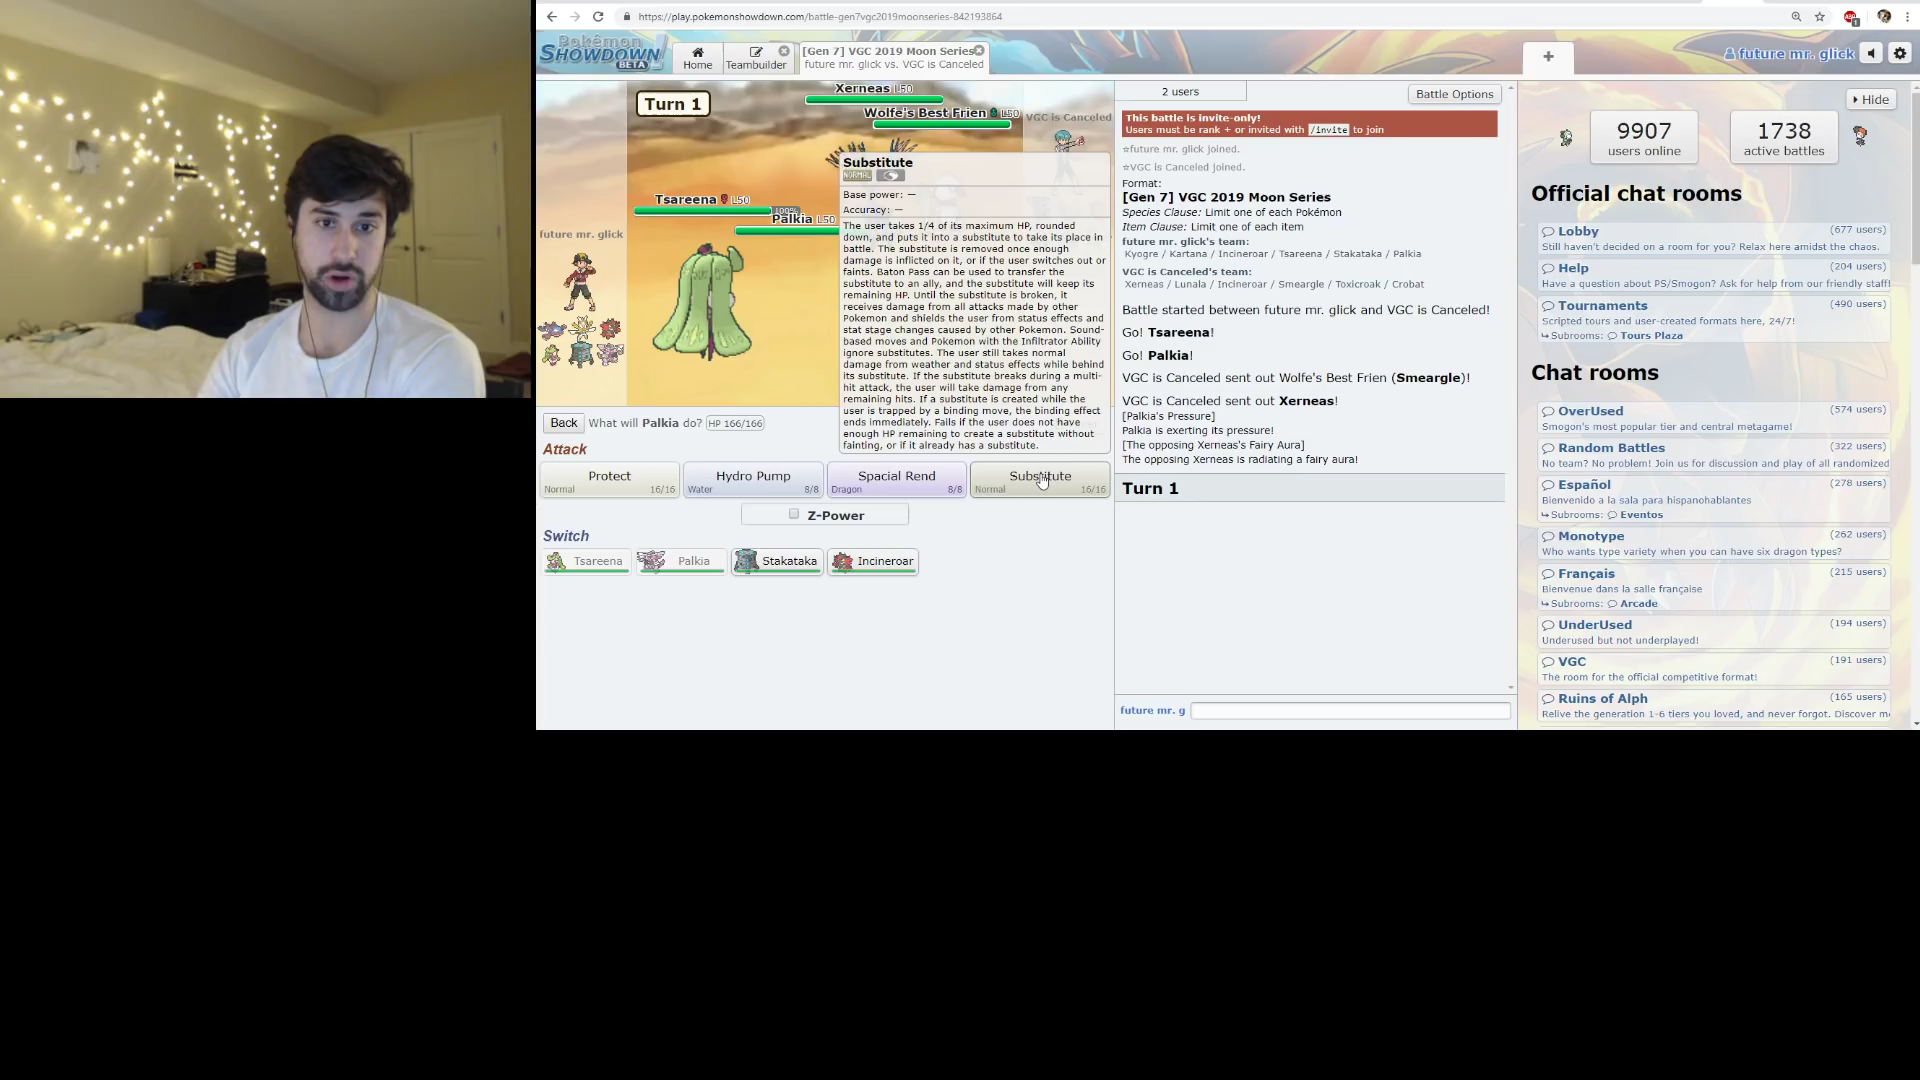 https://play.pokemonshowdown.com/battle-gen7vgc2019moonseries-842193864
Pokémon
SHOWDOWN
BETA
Home
Teambuilder
[Gen 7] VGC 2019 Moon Series
future mr. glick vs. VGC is Canceled
+
future mr. glick
Turn 1
Xerneas L50
Wolfe's Best Frien L50
VGC is Canceled
Tsareena L50
100%
Palkia L50
future mr. glick
Substitute
NORMAL
Base power: —
Accuracy: —
The user takes 1/4 of its maximum HP, rounded
down, and puts it into a substitute to take its place in
battle. The substitute is removed once enough
damage is inflicted on it, or if the user switches out or
faints. Baton Pass can be used to transfer the
substitute to an ally, and the substitute will keep its
remaining HP. Until the substitute is broken, it
receives damage from all attacks made by other
Pokemon and shields the user from status effects and
stat stage changes caused by other Pokemon. Sound-
based moves and Pokemon with the Infiltrator Ability
ignore substitutes. The user still takes normal
damage from weather and status effects while behind
its substitute. If the substitute breaks during a multi-
hit attack, the user will take damage from any
remaining hits. If a substitute is created while the
user is trapped by a binding move, the binding effect
ends immediately. Fails if the user does not have
enough HP remaining to create a substitute without
fainting, or if it already has a substitute.
Back What will Palkia do? HP 166/166
Attack
Protect
Normal 16/16
Hydro Pump
Water 8/8
Spacial Rend
Dragon 8/8
Substitute
Normal 16/16
Z-Power
Switch
Tsareena Palkia Stakataka Incineroar
2 users
Battle Options
This battle is invite-only!
Users must be rank + or invited with /invite to join
☆future mr. glick joined.
☆VGC is Canceled joined.
Format:
[Gen 7] VGC 2019 Moon Series
Species Clause: Limit one of each Pokémon
Item Clause: Limit one of each item
future mr. glick's team:
Kyogre / Kartana / Incineroar / Tsareena / Stakataka / Palkia
VGC is Canceled's team:
Xerneas / Lunala / Incineroar / Smeargle / Toxicroak / Crobat
Battle started between future mr. glick and VGC is Canceled!
Go! Tsareena!
Go! Palkia!
VGC is Canceled sent out Wolfe's Best Frien (Smeargle)!
VGC is Canceled sent out Xerneas!
[Palkia's Pressure]
Palkia is exerting its pressure!
[The opposing Xerneas's Fairy Aura]
The opposing Xerneas is radiating a fairy aura!
Turn 1
future mr. g
Hide
9907
users online
1738
active battles
Official chat rooms
Lobby (677 users)
Still haven't decided on a room for you? Relax here amidst the chaos.
Help (204 users)
Have a question about PS/Smogon? Ask for help from our friendly staff!
Tournaments (490 users)
Scripted tours and user-created formats here, 24/7!
Subrooms: Tours Plaza
Chat rooms
OverUsed (574 users)
Smogon's most popular tier and central metagame!
Random Battles (322 users)
No team? No problem! Join us for discussion and play of all randomized
Español (278 users)
Bienvenido a la sala para hispanohablantes
Subrooms: Eventos
Monotype (262 users)
Who wants type variety when you can have six dragon types?
Français (215 users)
Bienvenue dans la salle française
Subrooms: Arcade
UnderUsed (194 users)
Underused but not underplayed!
VGC (191 users)
The room for the official competitive format!
Ruins of Alph (165 users)
Relive the generation 1-6 tiers you loved, and never forgot. Discover m